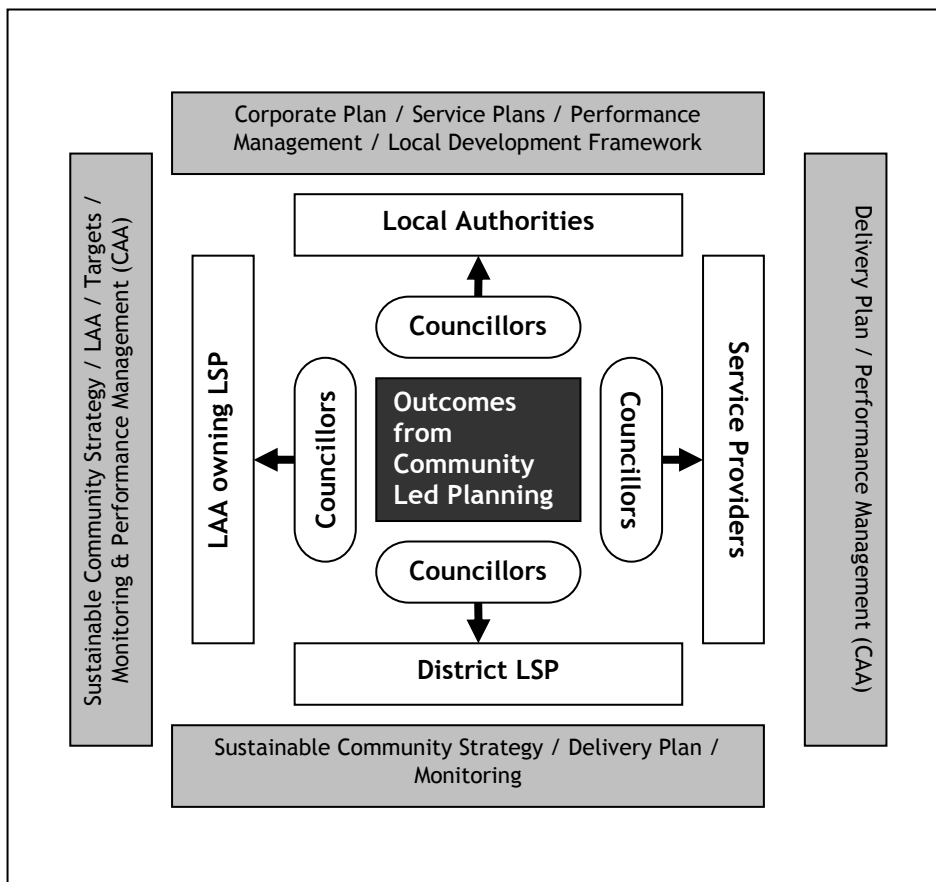 Corporate Plan / Service Plans / Performance
Management / Local Development Framework
Local Authorities
Councillors
Sustainable Community Strategy / LAA / Targets /
Monitoring & Performance Management (CAA)
LAA owning LSP
Councillors
Outcomes
from
Community
Led Planning
Councillors
Service Providers
Delivery Plan / Performance Management (CAA)
Councillors
District LSP
Sustainable Community Strategy / Delivery Plan /
Monitoring